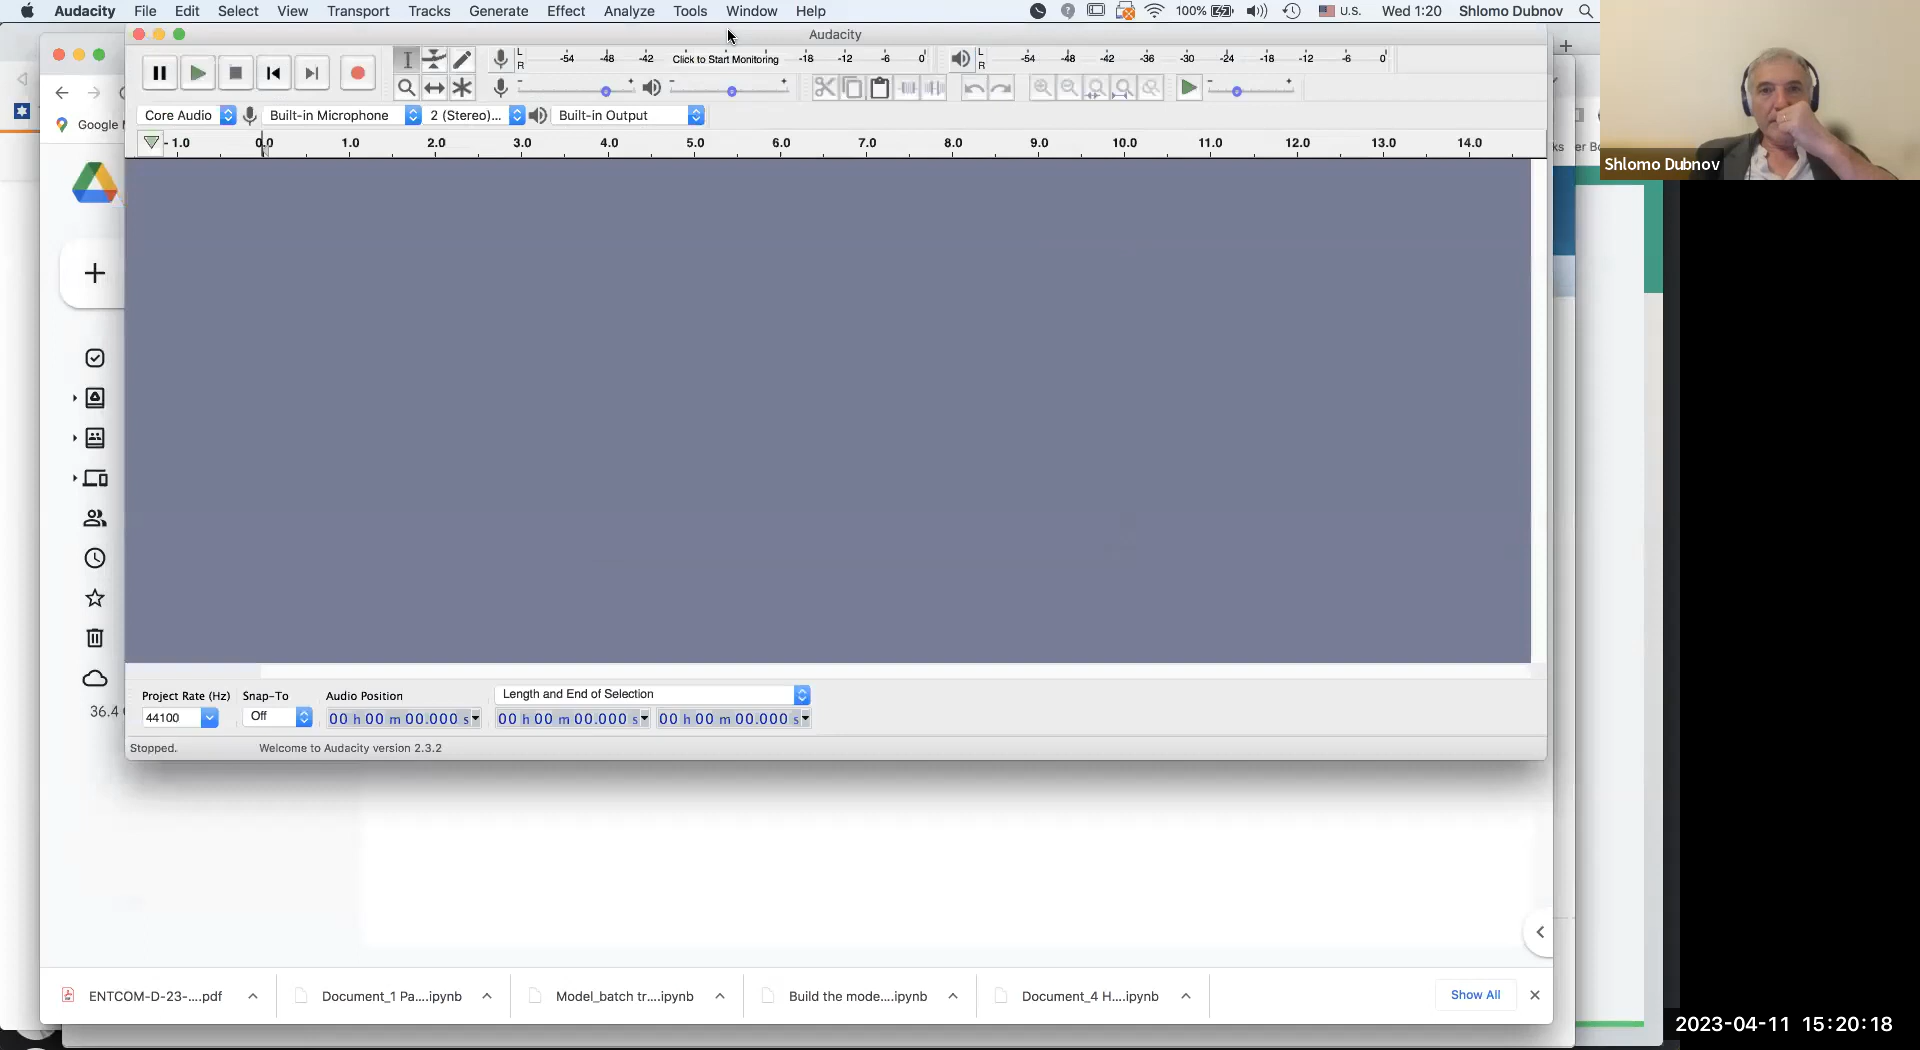 Audacity File Edit Select View Transport Tracks Generate Effect Analyze Tools Window Help 100% U.S. Wed 1:20 Shlomo Dubnov
Audacity
L R -54 -48 -42 Click to Start Monitoring -18 -12 -6 0 L R -54 -48 -42 -36 -30 -24 -18 -12 -6 0
- + - + - +
Core Audio Built-in Microphone 2 (Stereo)... Built-in Output
Google
- 1.0 0.0 1.0 2.0 3.0 4.0 5.0 6.0 7.0 8.0 9.0 10.0 11.0 12.0 13.0 14.0
ks er Bo
Shlomo Dubnov
36.4
Project Rate (Hz) Snap-To Audio Position Length and End of Selection
44100 Off 00 h 00 m 00.000 s 00 h 00 m 00.000 s 00 h 00 m 00.000 s
Stopped. Welcome to Audacity version 2.3.2
ENTCOM-D-23-....pdf Document_1 Pa....ipynb Model_batch tr....ipynb Build the mode....ipynb Document_4 H....ipynb Show All
2023-04-11 15:20:18